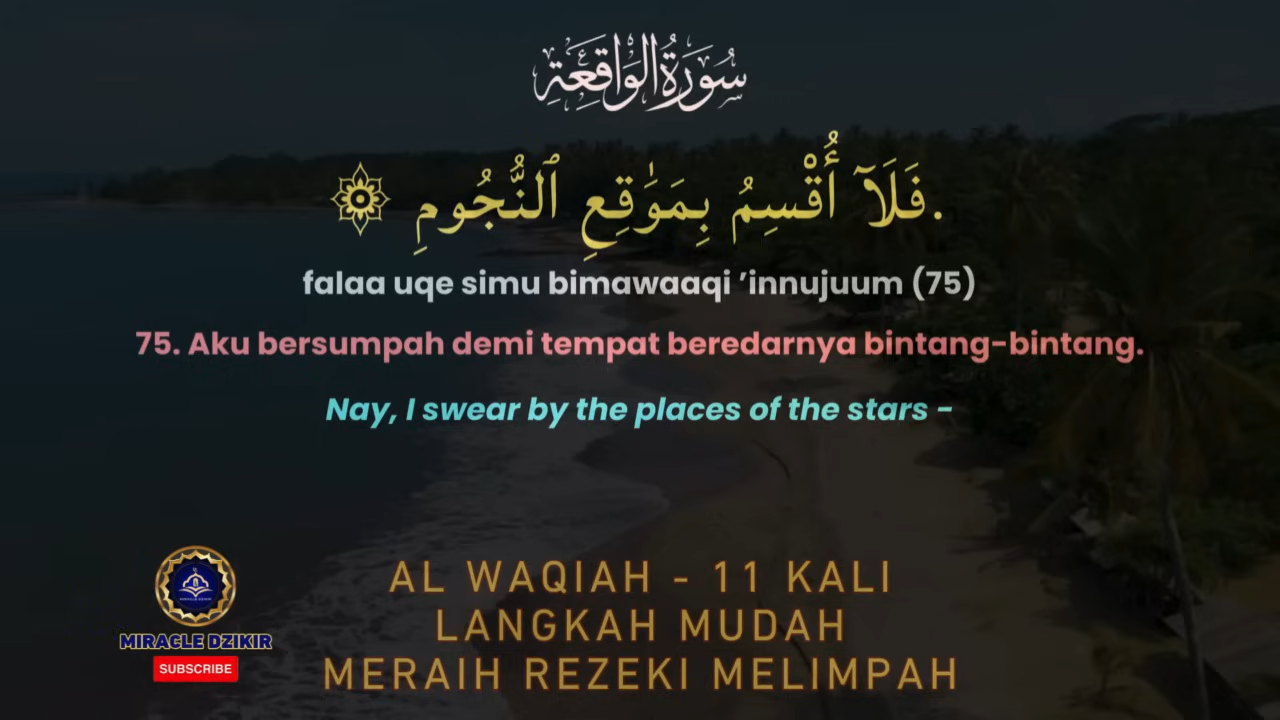 سُورَةُ الْوَاقِعَةِ
.فَلَآ أُقْسِمُ بِمَوَٰقِعِ ٱلنُّجُومِ ۞
falaa uqe simu bimawaaqi ’innujuum (75)
75. Aku bersumpah demi tempat beredarnya bintang-bintang.
Nay, I swear by the places of the stars -
AL WAQIAH - 11 KALI
LANGKAH MUDAH
MERAIH REZEKI MELIMPAH
MIRACLE DZIKIR
SUBSCRIBE